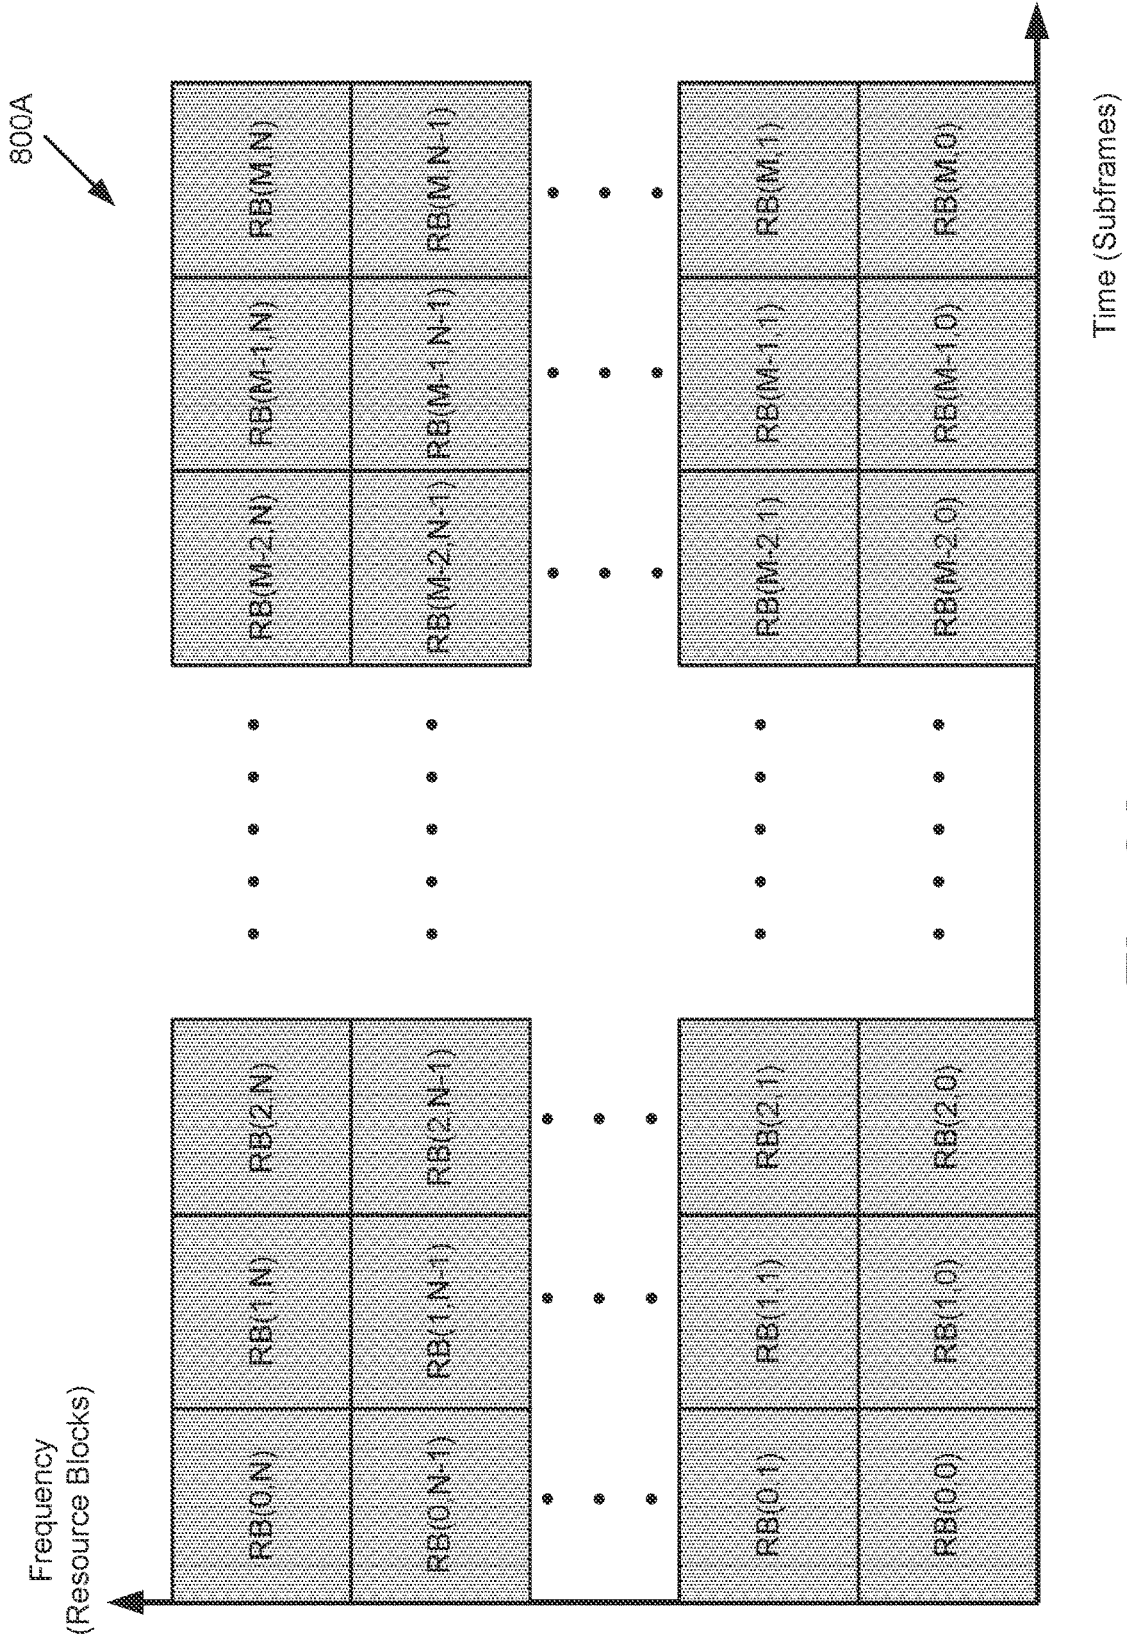 800A
Frequency
(Resource Blocks)
RB(0,N) RB(1,N) RB(2,N) RB(M-2,N) RB(M-1,N) RB(M,N)
RB(0,N-1) RB(1,N-1) RB(2,N-1) RB(M-2,N-1) RB(M-1,N-1) RB(M,N-1)
RB(0,1) RB(1,1) RB(2,1) RB(M-2,1) RB(M-1,1) RB(M,1)
RB(0,0) RB(1,0) RB(2,0) RB(M-2,0) RB(M-1,0) RB(M,0)
Time (Subframes)